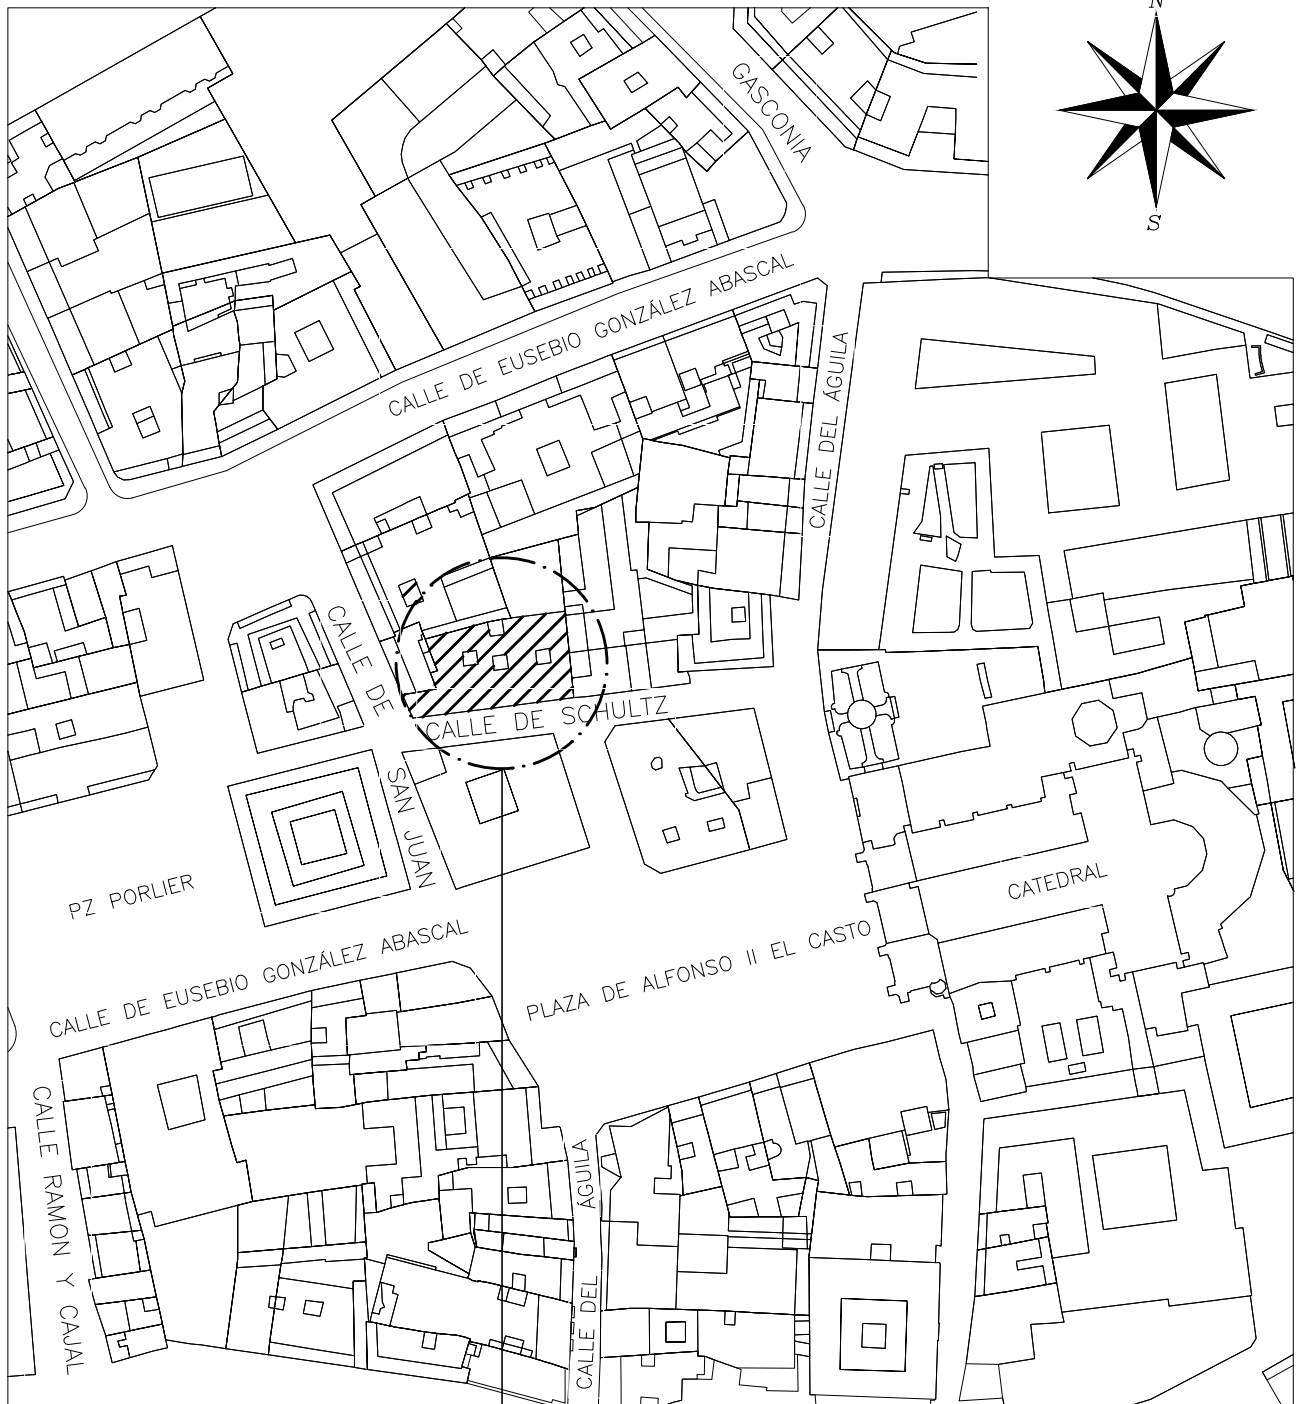 N
S
GASCONIA
CALLE DE EUSEBIO GONZÁLEZ ABASCAL
CALLE DEL ÁGUILA
CALLE DE SAN JUAN
CALLE DE SCHULTZ
PZ PORLIER
CATEDRAL
CALLE DE EUSEBIO GONZÁLEZ ABASCAL
PLAZA DE ALFONSO II EL CASTO
CALLE RAMON Y CAJAL
CALLE DEL ÁGUILA